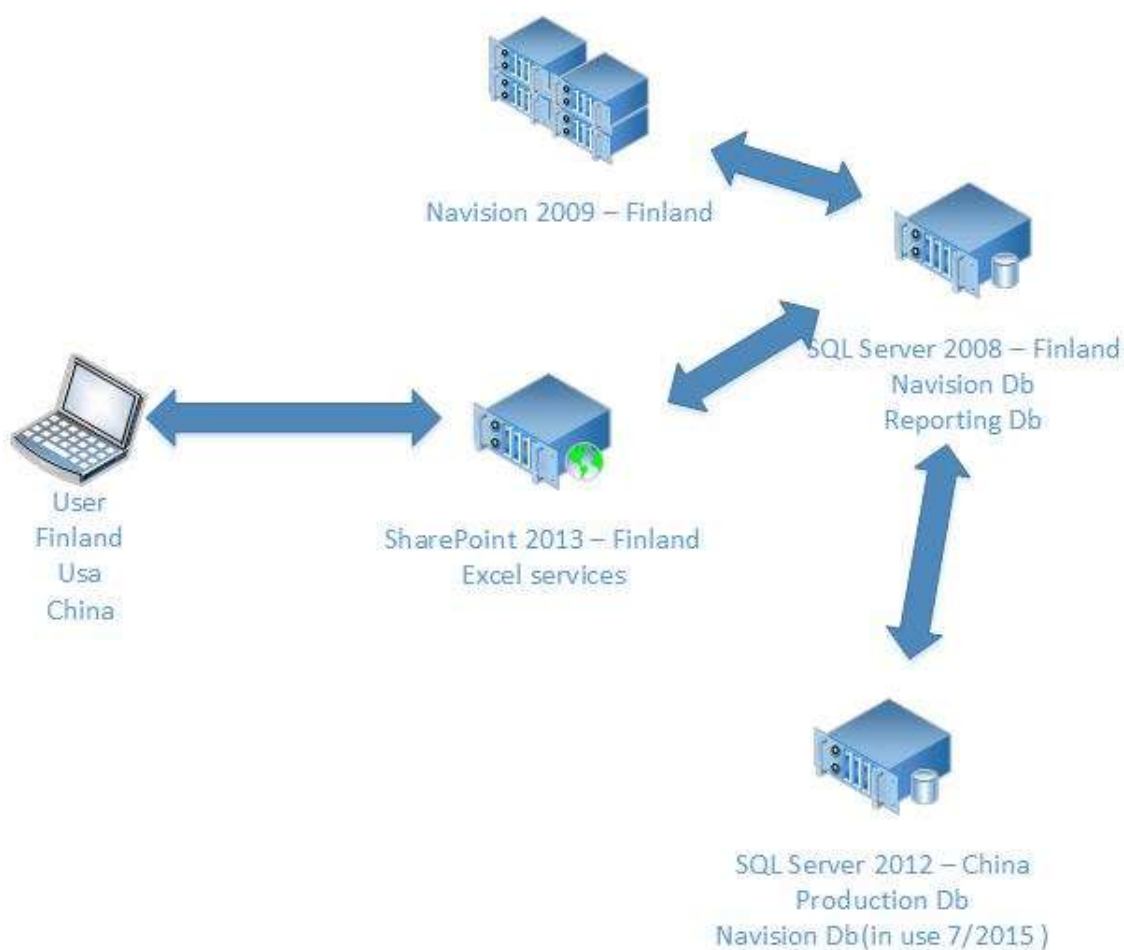 Navision 2009 – Finland
SQL Server 2008 – Finland
Navision Db
Reporting Db
User
Finland
Usa
China
SharePoint 2013 – Finland
Excel services
SQL Server 2012 – China
Production Db
Navision Db(in use 7/2015 )